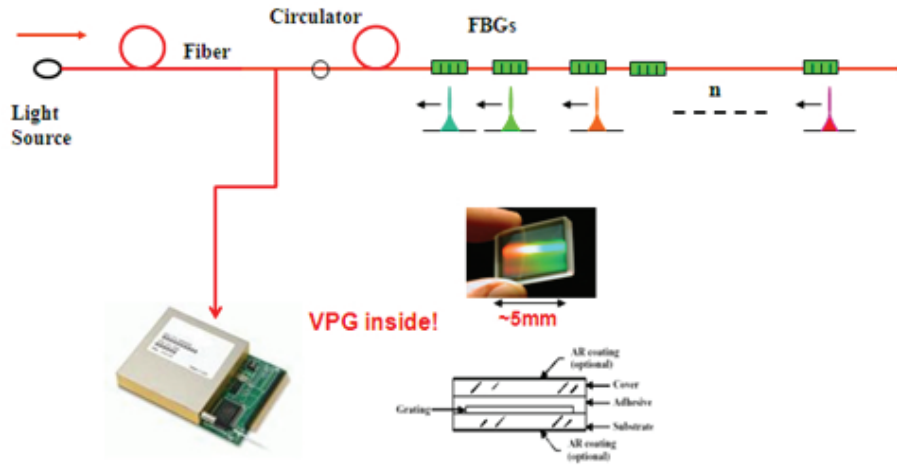 Circulator
FBGs
Fiber
Light
Source
n
VPG inside!
~5mm
AR coating
(optional)
Cover
Adhesive
Grating
Substrate
AR coating
(optional)